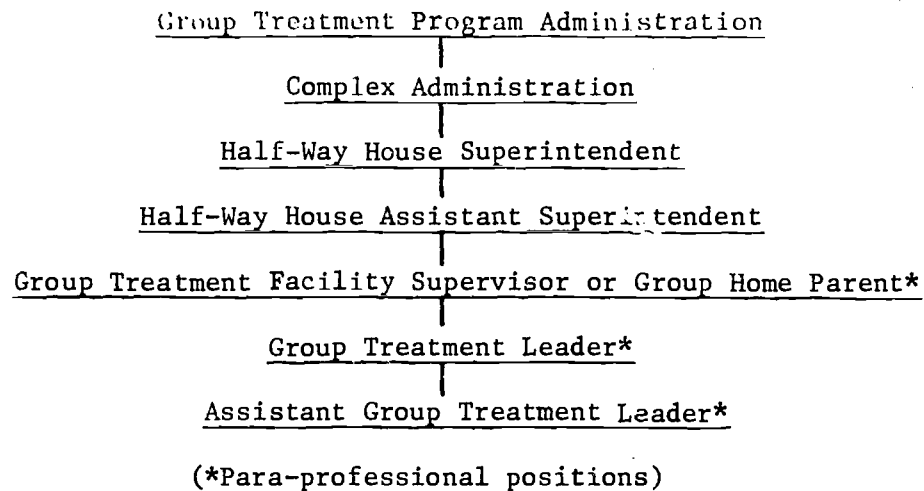 Group Treatment Program Administration
Complex Administration
Half-Way House Superintendent
Half-Way House Assistant Superintendent
Group Treatment Facility Supervisor or Group Home Parent*
Group Treatment Leader*
Assistant Group Treatment Leader*
(*Para-professional positions)